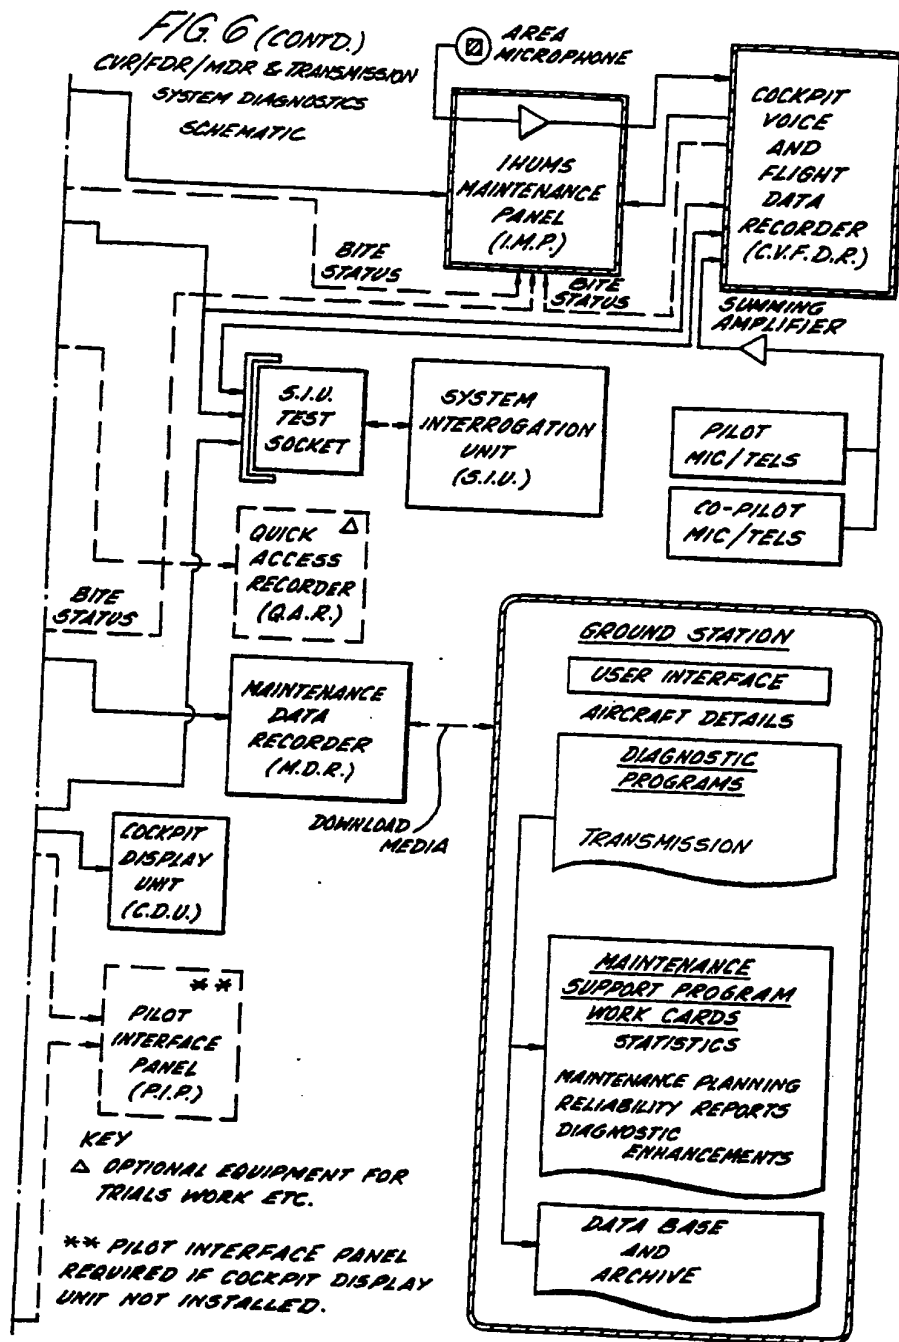 FIG. 6 (CONTD.)
CVR/FDR/MDR & TRANSMISSION
SYSTEM DIAGNOSTICS
SCHEMATIC
AREA
MICROPHONE
IHUMS
MAINTENANCE
PANEL
(I.M.P.)
COCKPIT
VOICE
AND
FLIGHT
DATA
RECORDER
(C.V.F.D.R.)
BITE
STATUS
BITE
STATUS
SUMMING
AMPLIFIER
S.I.U.
TEST
SOCKET
SYSTEM
INTERROGATION
UNIT
(S.I.U.)
PILOT
MIC/TELS
CO-PILOT
MIC/TELS
QUICK Δ
ACCESS
RECORDER
(Q.A.R.)
BITE
STATUS
MAINTENANCE
DATA
RECORDER
(M.D.R.)
DOWNLOAD
MEDIA
GROUND STATION
USER INTERFACE
AIRCRAFT DETAILS
DIAGNOSTIC
PROGRAMS
TRANSMISSION
COCKPIT
DISPLAY
UNIT
(C.D.U.)
MAINTENANCE
SUPPORT PROGRAM
WORK CARDS
STATISTICS
MAINTENANCE PLANNING
RELIABILITY REPORTS
DIAGNOSTIC
ENHANCEMENTS
**
PILOT
INTERFACE
PANEL
(P.I.P.)
DATA BASE
AND
ARCHIVE
KEY
Δ OPTIONAL EQUIPMENT FOR
TRIALS WORK ETC.
** PILOT INTERFACE PANEL
REQUIRED IF COCKPIT DISPLAY
UNIT NOT INSTALLED.